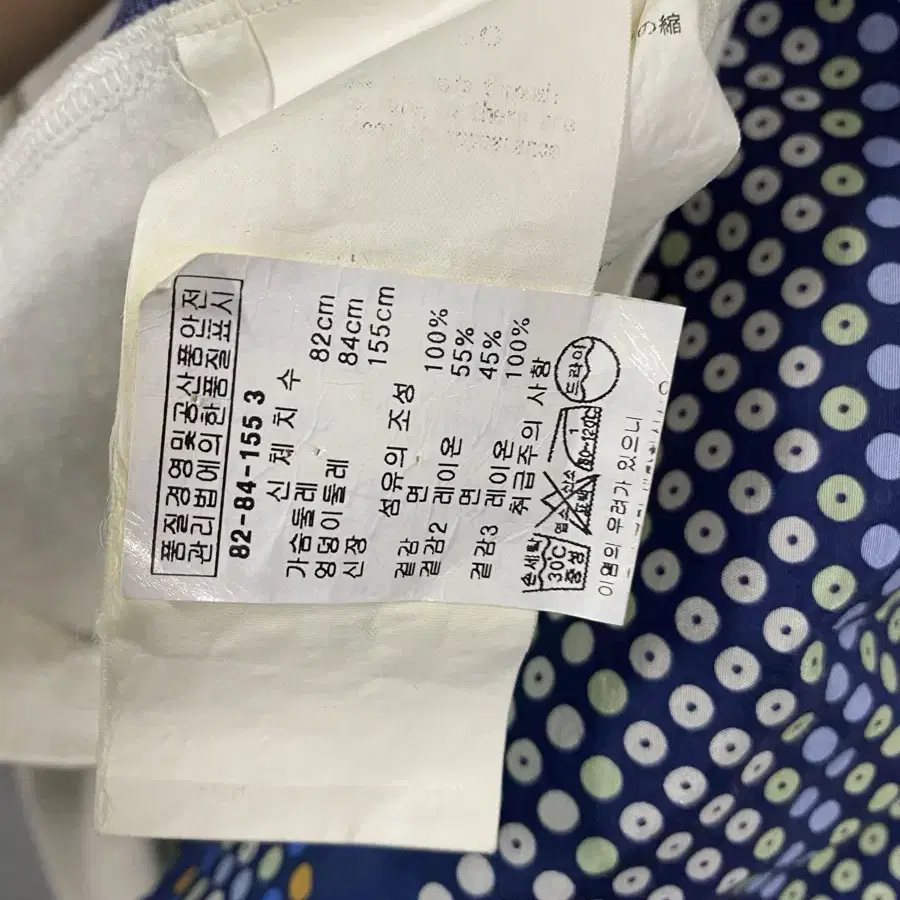 품질경영및공산품안전
관리법에의한품질표시
82-84-155 3
신 체 치 수
가슴둘레 82cm
엉덩이둘레 84cm
신장 155cm
섬유의 조성
겉감 면 100%
겉감2 레이온 55%
면 45%
겉감3 레이온 100%
취급주의 사항
손세탁
30℃
중성
염소
표백
드라이
이염의 우려가 있으니
の縮